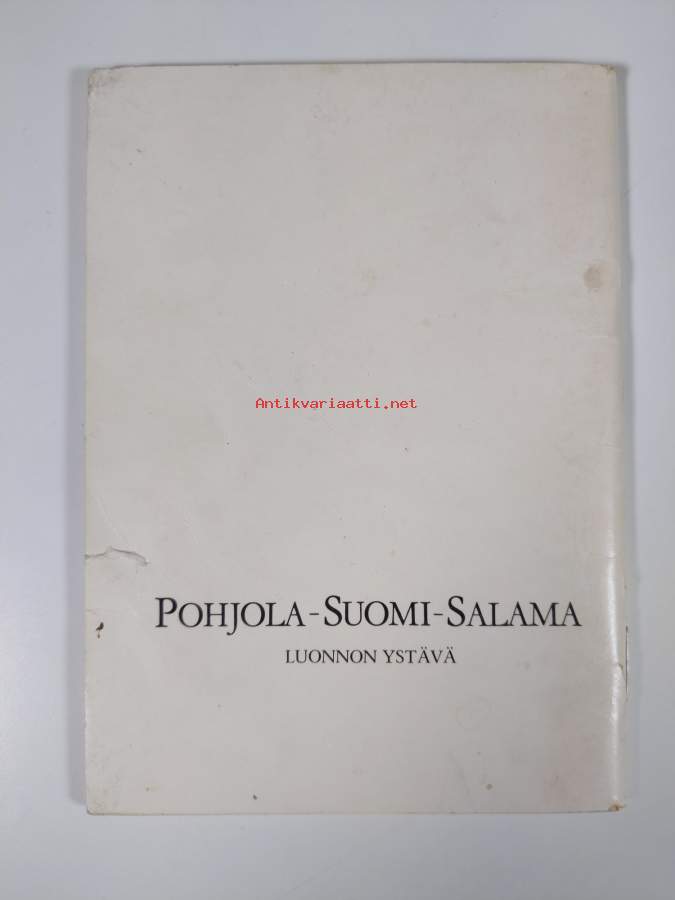 Antikvariaatti.net
POHJOLA-SUOMI-SALAMA
LUONNON YSTÄVÄ